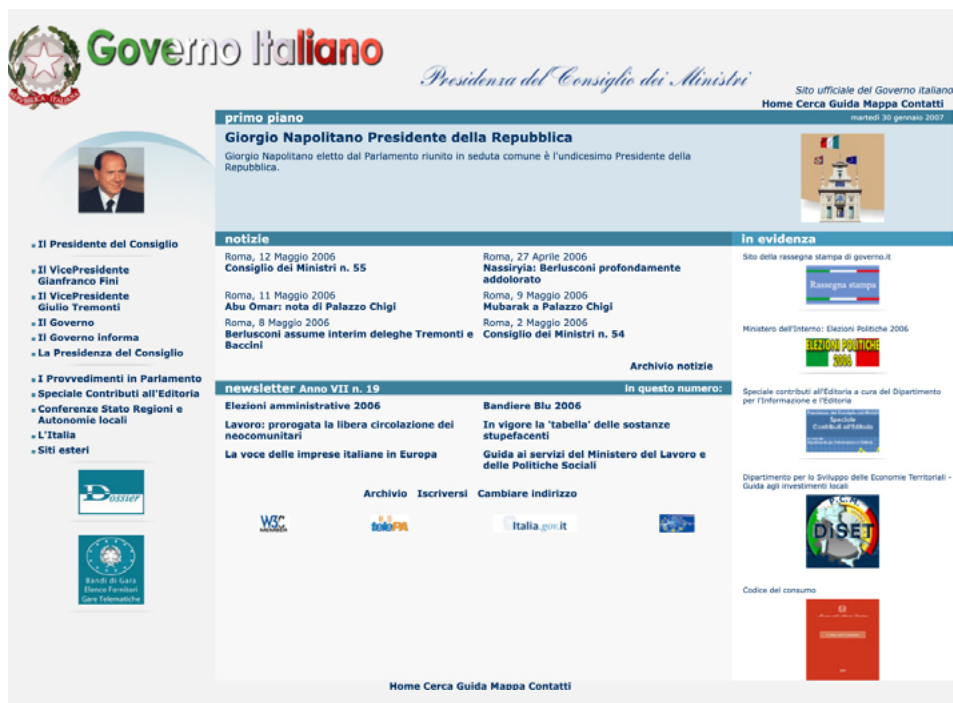 Governo Italiano
Presidenza del Consiglio dei Ministri
REPUBBLICA ITALIANA
Sito ufficiale del Governo italiano
Home Cerca Guida Mappa Contatti
primo piano
martedì 30 gennaio 2007
Giorgio Napolitano Presidente della Repubblica
Giorgio Napolitano eletto dal Parlamento riunito in seduta comune è l'undicesimo Presidente della
Repubblica.
Il Presidente del Consiglio
Il VicePresidente
Gianfranco Fini
Il VicePresidente
Giulio Tremonti
Il Governo
Il Governo informa
La Presidenza del Consiglio
I Provvedimenti in Parlamento
Speciale Contributi all'Editoria
Conferenze Stato Regioni e
Autonomie locali
L'Italia
Siti esteri
Dossier
Bandi di Gara
Elenco Fornitori
Gare Telematiche
notizie
Roma, 12 Maggio 2006
Consiglio dei Ministri n. 55
Roma, 27 Aprile 2006
Nassiryia: Berlusconi profondamente
addolorato
Roma, 11 Maggio 2006
Abu Omar: nota di Palazzo Chigi
Roma, 9 Maggio 2006
Mubarak a Palazzo Chigi
Roma, 8 Maggio 2006
Berlusconi assume interim deleghe Tremonti e
Baccini
Roma, 2 Maggio 2006
Consiglio dei Ministri n. 54
Archivio notizie
newsletter Anno VII n. 19
In questo numero:
Elezioni amministrative 2006
Bandiere Blu 2006
Lavoro: prorogata la libera circolazione dei
neocomunitari
In vigore la 'tabella' delle sostanze
stupefacenti
La voce delle imprese italiane in Europa
Guida ai servizi del Ministero del Lavoro e
delle Politiche Sociali
Archivio Iscriversi Cambiare indirizzo
W3C
MEMBER
telePA
Italia.gov.it
in evidenza
Sito della rassegna stampa di governo.it
Rassegna stampa
Ministero dell'Interno: Elezioni Politiche 2006
ELEZIONI POLITICHE
2006
Speciale contributi all'Editoria a cura del Dipartimento
per l'Informazione e l'Editoria
Speciale
Contributi all'Editoria
Dipartimento per lo Sviluppo delle Economie Territoriali -
Guida agli investimenti locali
P.C.M.
DiSET
Codice del consumo
Home Cerca Guida Mappa Contatti